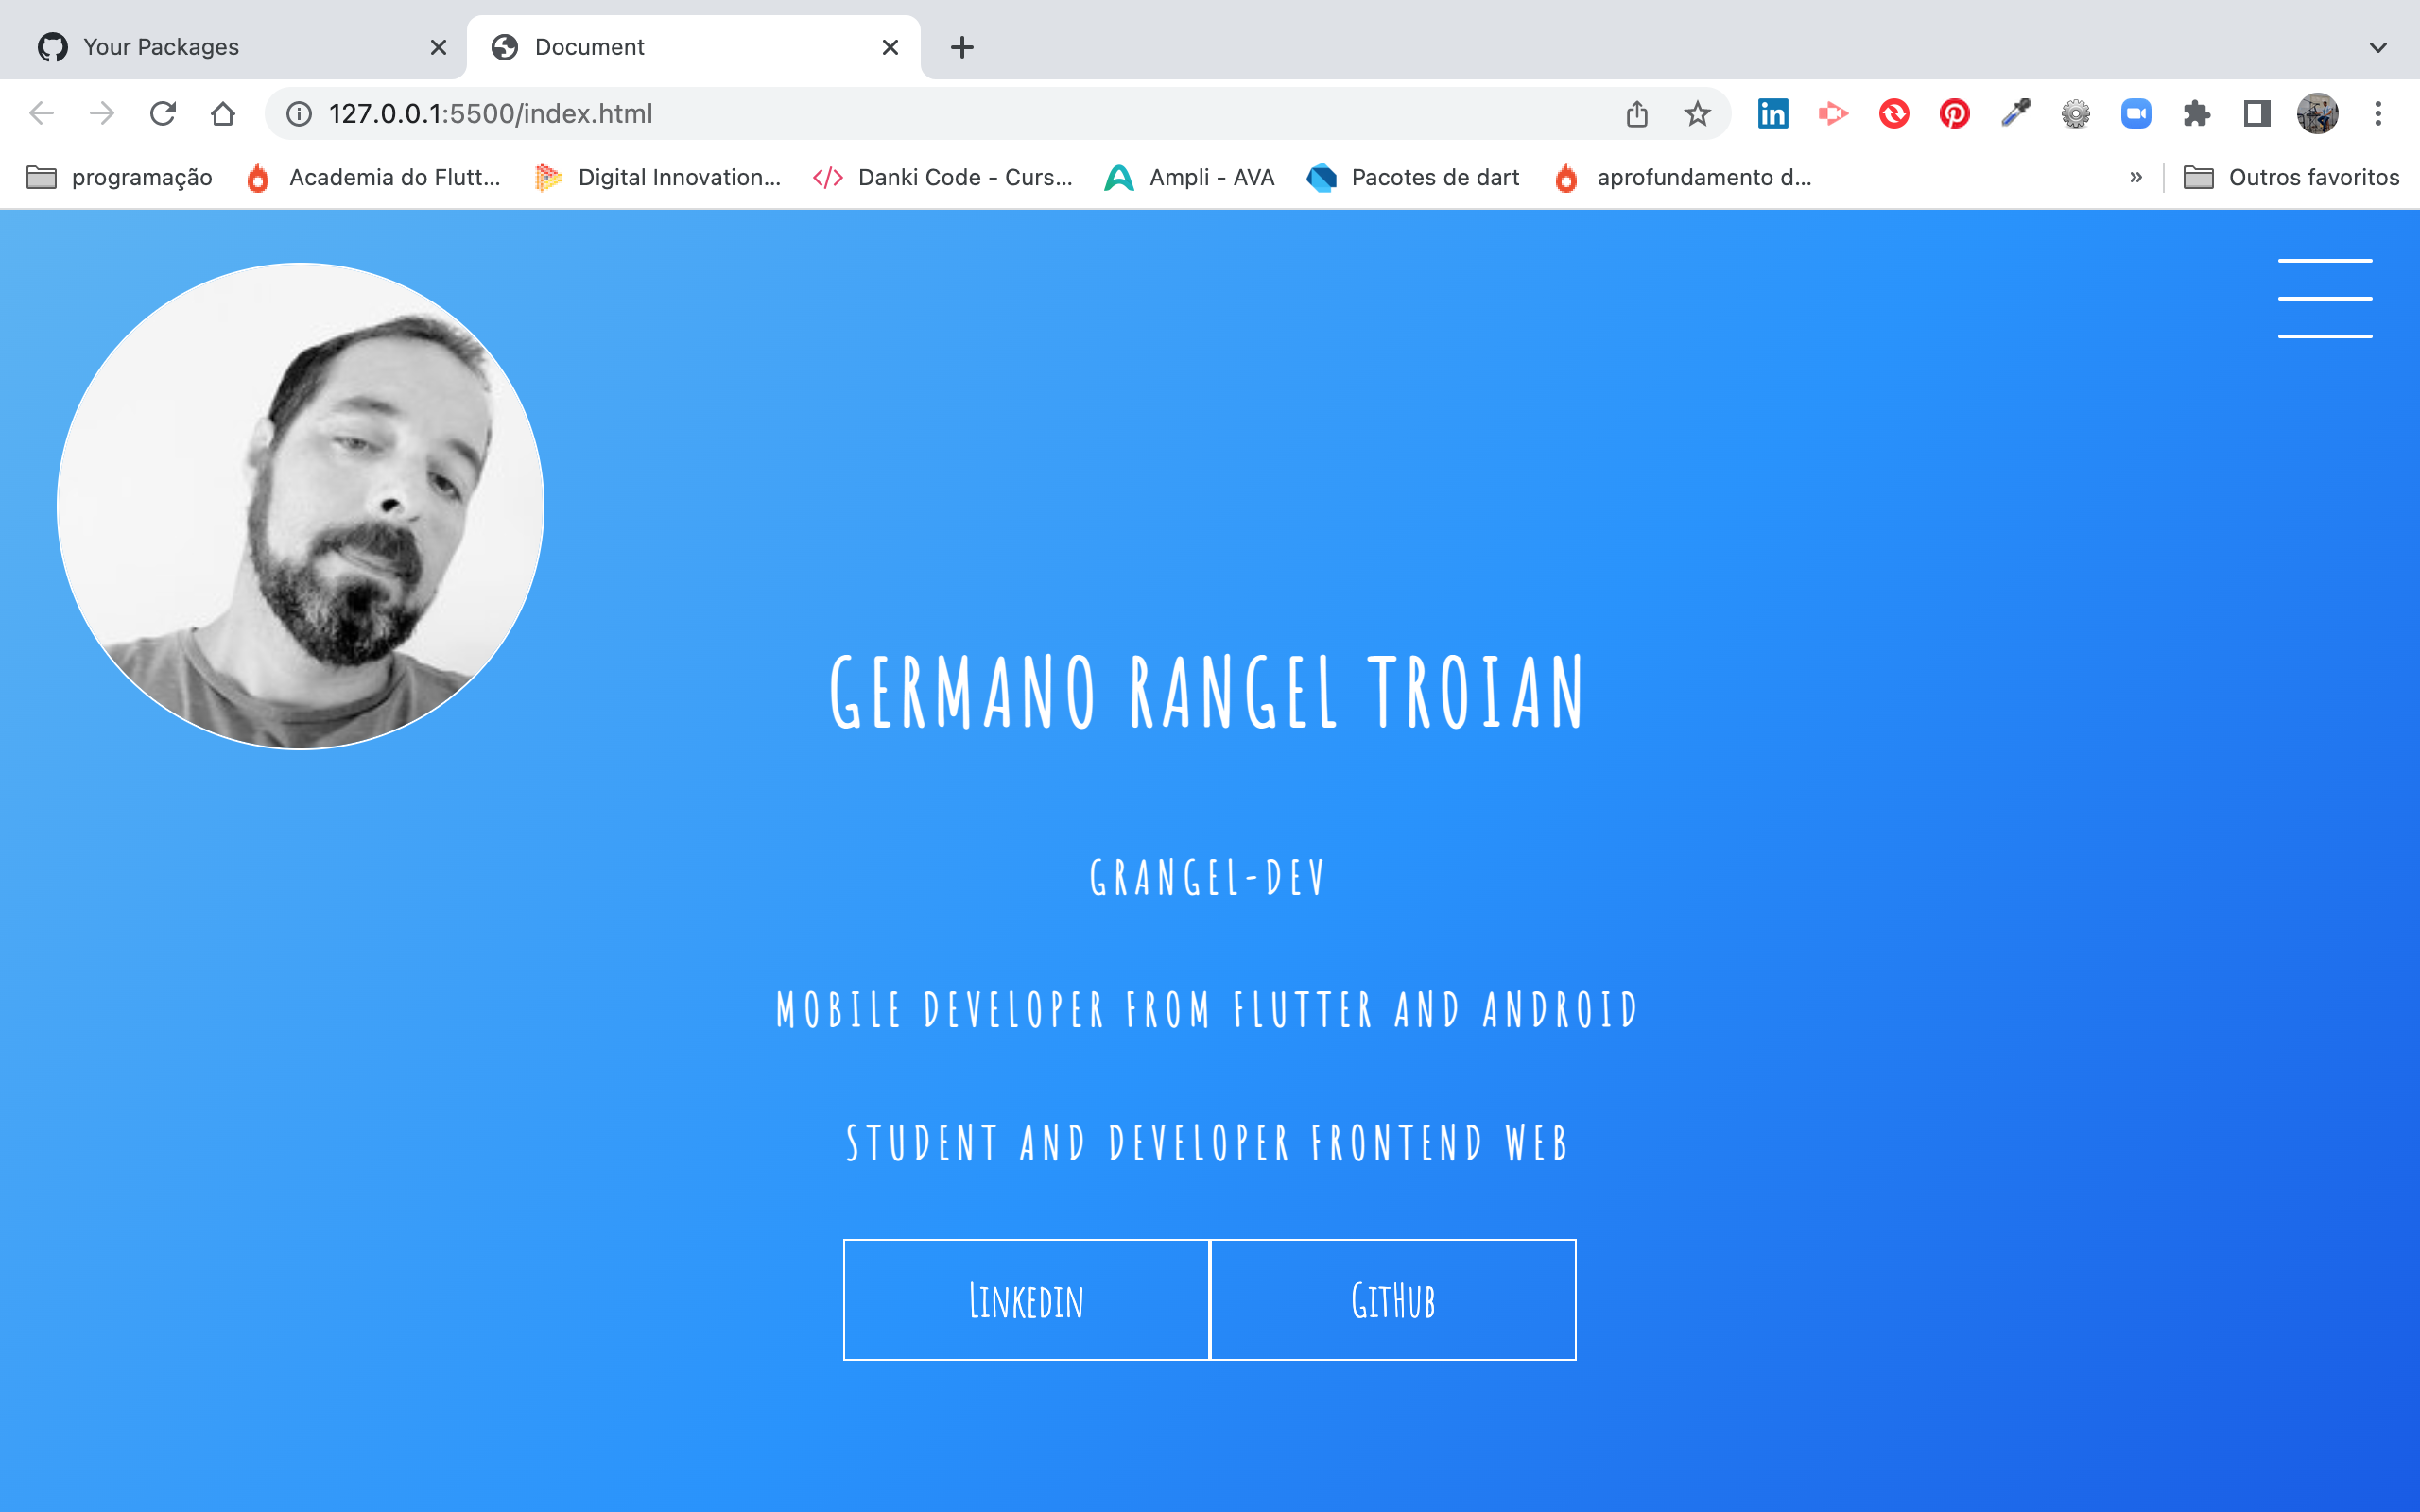 Your Packages
Document
127.0.0.1:5500/index.html
in
programação
Academia do Flutt...
Digital Innovation...
Danki Code - Curs...
Ampli - AVA
Pacotes de dart
aprofundamento d...
»
Outros favoritos
GERMANO RANGEL TROIAN
GRANGEL-DEV
MOBILE DEVELOPER FROM FLUTTER AND ANDROID
STUDENT AND DEVELOPER FRONTEND WEB
Linkedin
GitHub